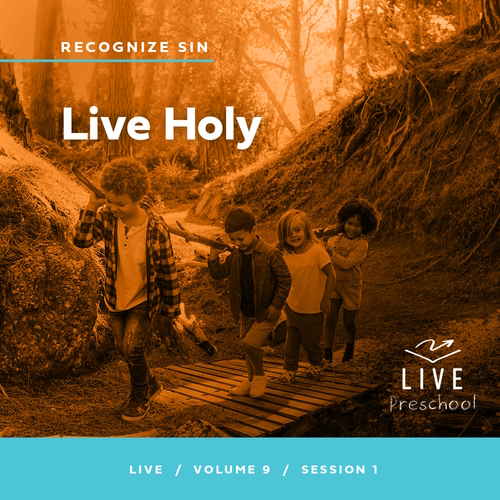 RECOGNIZE SIN
Live Holy
LIVE
Preschool
LIVE / VOLUME 9 / SESSION 1